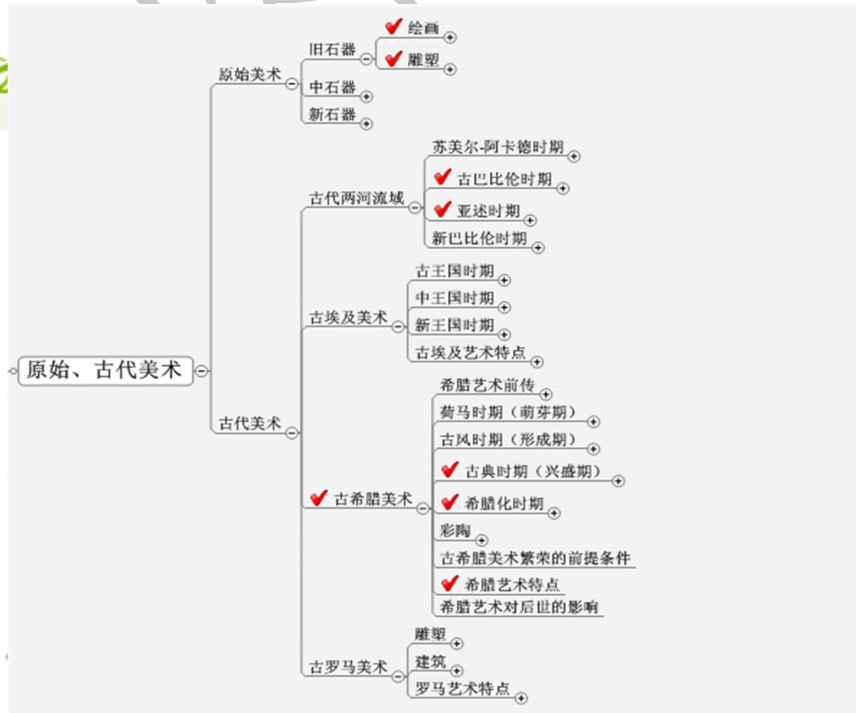 绘画
旧石器
雕塑
原始美术
中石器
新石器
苏美尔-阿卡德时期
古巴比伦时期
古代两河流域
亚述时期
新巴比伦时期
古王国时期
中王国时期
古埃及美术
新王国时期
古埃及艺术特点
原始、古代美术
希腊艺术前传
荷马时期（萌芽期）
古代美术
古风时期（形成期）
古典时期（兴盛期）
古希腊美术
希腊化时期
彩陶
古希腊美术繁荣的前提条件
希腊艺术特点
希腊艺术对后世的影响
雕塑
古罗马美术
建筑
罗马艺术特点